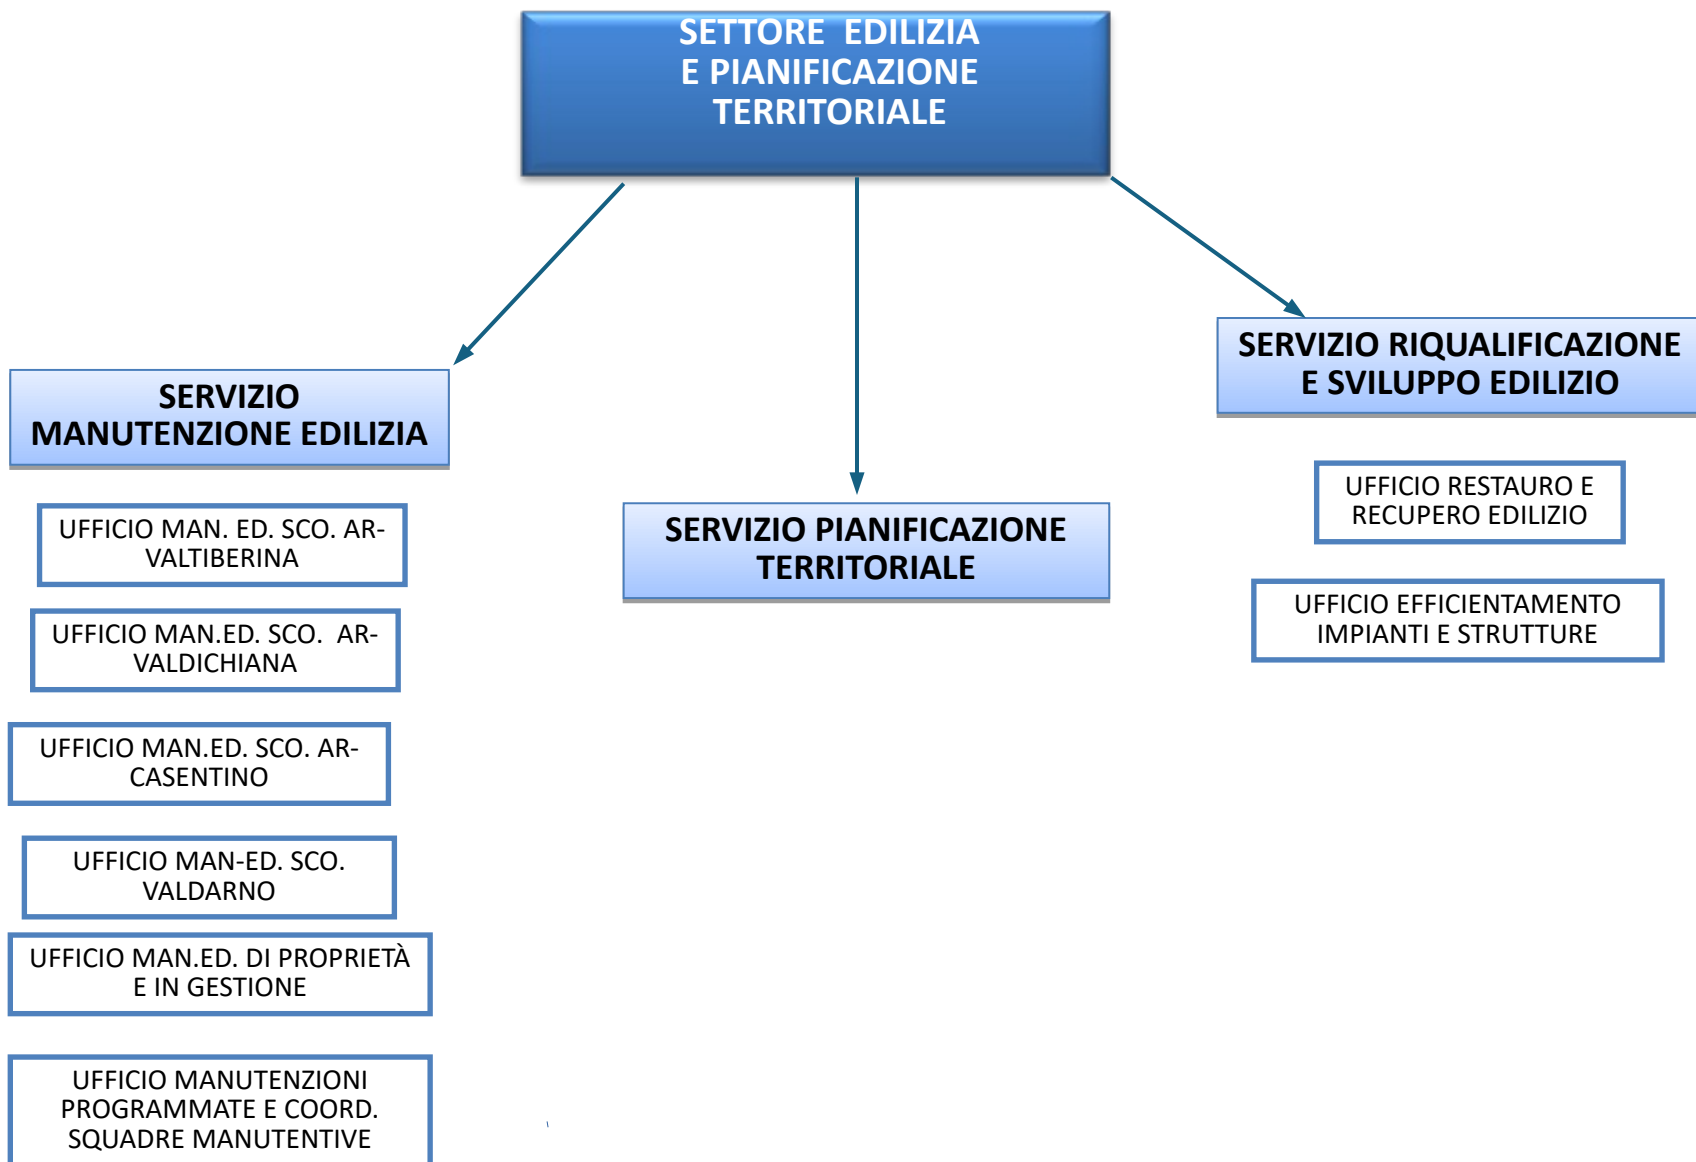 SETTORE EDILIZIA
E PIANIFICAZIONE
TERRITORIALE
SERVIZIO
MANUTENZIONE EDILIZIA
UFFICIO MAN. ED. SCO. AR-
VALTIBERINA
UFFICIO MAN.ED. SCO. AR-
VALDICHIANA
UFFICIO MAN.ED. SCO. AR-
CASENTINO
UFFICIO MAN-ED. SCO.
VALDARNO
UFFICIO MAN.ED. DI PROPRIETÀ
E IN GESTIONE
UFFICIO MANUTENZIONI
PROGRAMMATE E COORD.
SQUADRE MANUTENTIVE
SERVIZIO PIANIFICAZIONE
TERRITORIALE
SERVIZIO RIQUALIFICAZIONE
E SVILUPPO EDILIZIO
UFFICIO RESTAURO E
RECUPERO EDILIZIO
UFFICIO EFFICIENTAMENTO
IMPIANTI E STRUTTURE